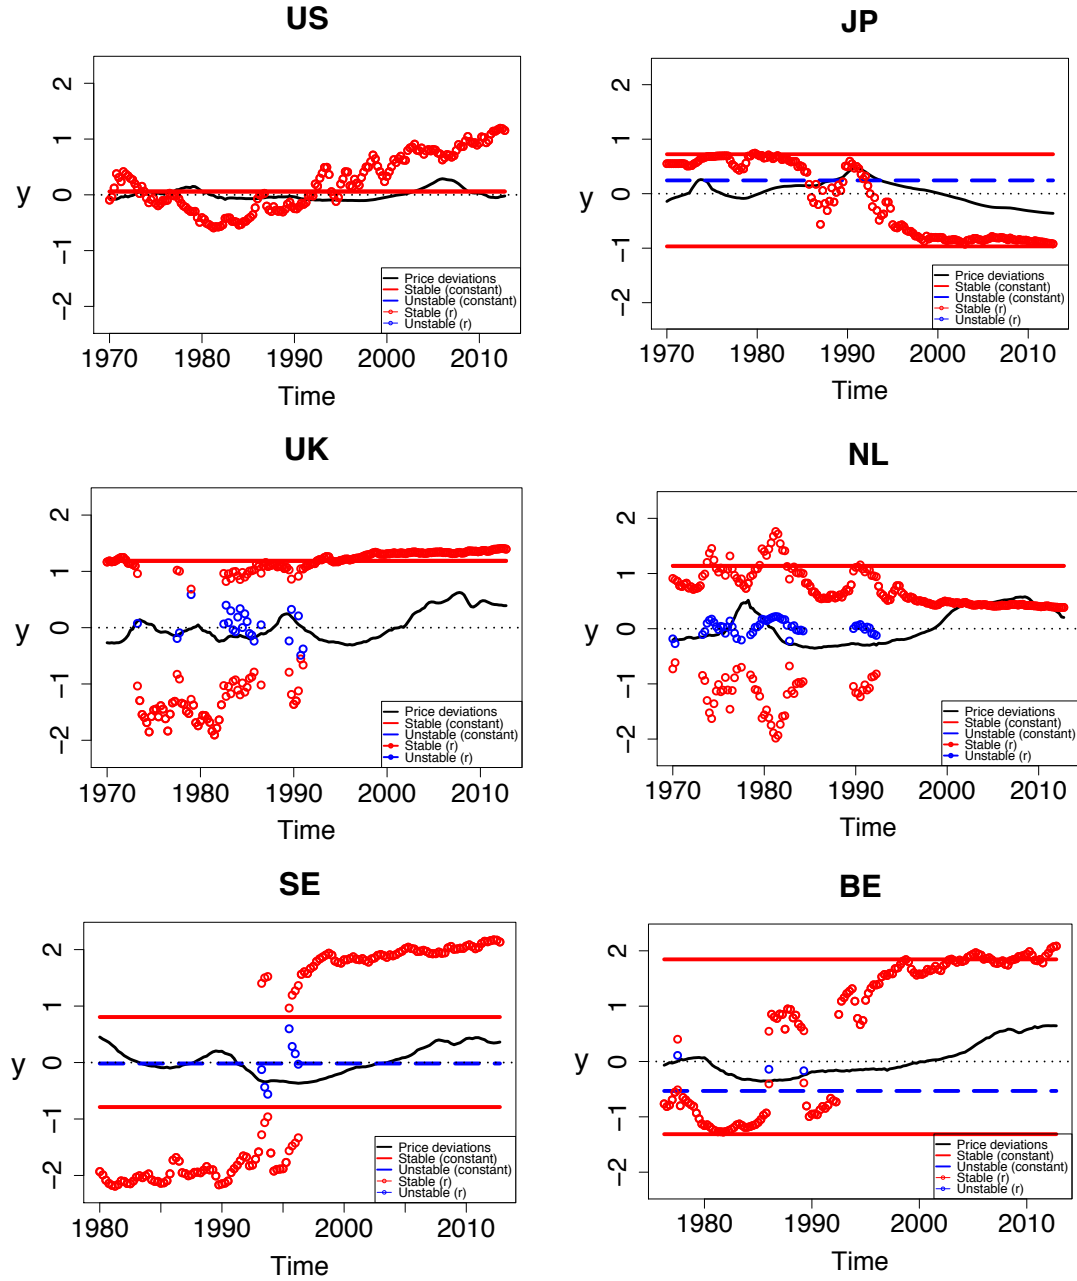 US
2
1
0
-1
-2
y
Price deviations
Stable (constant)
Unstable (constant)
Stable (r)
Unstable (r)
1970 1980 1990 2000 2010
Time
JP
2
1
0
-1
-2
y
Price deviations
Stable (constant)
Unstable (constant)
Stable (r)
Unstable (r)
1970 1980 1990 2000 2010
Time
UK
2
1
0
-1
-2
y
Price deviations
Stable (constant)
Unstable (constant)
Stable (r)
Unstable (r)
1970 1980 1990 2000 2010
Time
NL
2
1
0
-1
-2
y
Price deviations
Stable (constant)
Unstable (constant)
Stable (r)
Unstable (r)
1970 1980 1990 2000 2010
Time
SE
2
1
0
-1
-2
y
Price deviations
Stable (constant)
Unstable (constant)
Stable (r)
Unstable (r)
1980 1990 2000 2010
Time
BE
2
1
0
-1
-2
y
Price deviations
Stable (constant)
Unstable (constant)
Stable (r)
Unstable (r)
1980 1990 2000 2010
Time